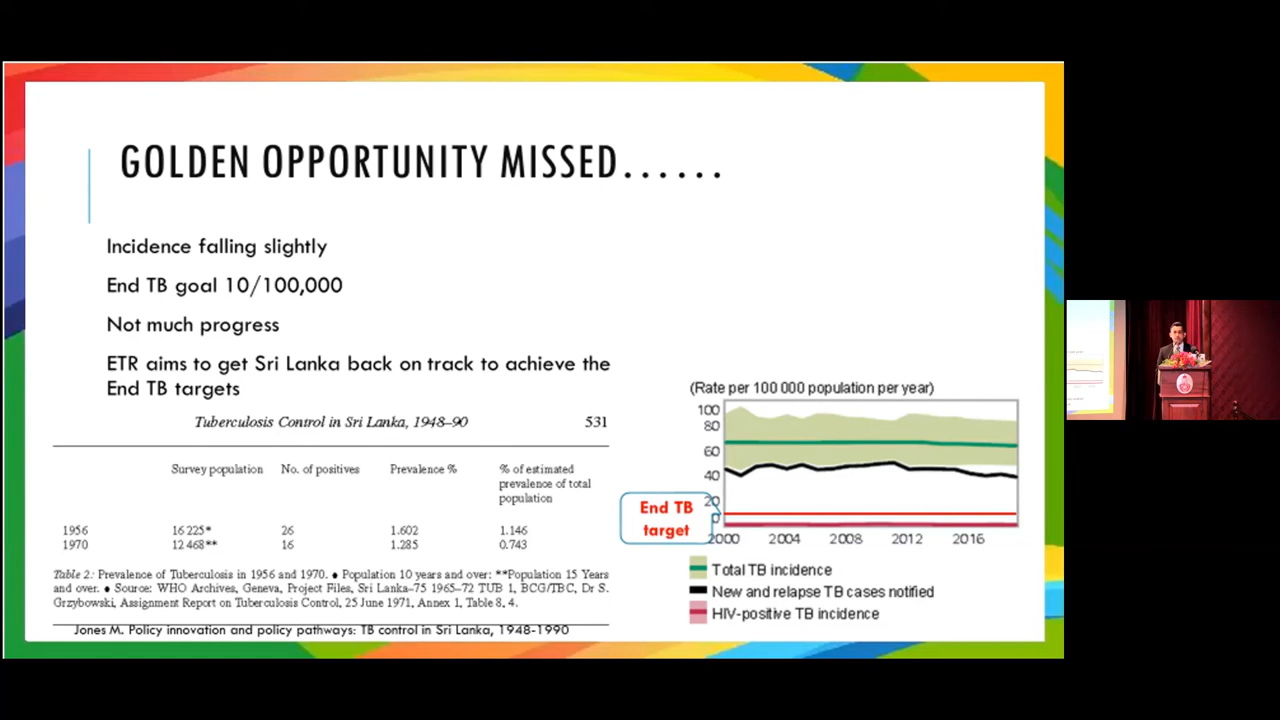 GOLDEN OPPORTUNITY MISSED......
Incidence falling slightly
End TB goal 10/100,000
Not much progress
ETR aims to get Sri Lanka back on track to achieve the
End TB targets
Tuberculosis Control in Sri Lanka, 1948–90 531
Survey population No. of positives Prevalence % % of estimated
prevalence of total
population
1956 16 225* 26 1.602 1.146
1970 12 468** 16 1.285 0.743
Table 2: Prevalence of Tuberculosis in 1956 and 1970. ♦ Population 10 years and over: **Population 15 Years
and over. ♦ Source: WHO Archives, Geneva, Project Files, Sri Lanka–75 1965–72 TUB 1, BCG/TBC, Dr S.
Grzybowski, Assignment Report on Tuberculosis Control, 25 June 1971, Annex 1, Table 8, 4.
Jones M. Policy innovation and policy pathways: TB control in Sri Lanka, 1948-1990
(Rate per 100 000 population per year)
100
80
60
40
20
0
End TB
target
2000 2004 2008 2012 2016
Total TB incidence
New and relapse TB cases notified
HIV-positive TB incidence